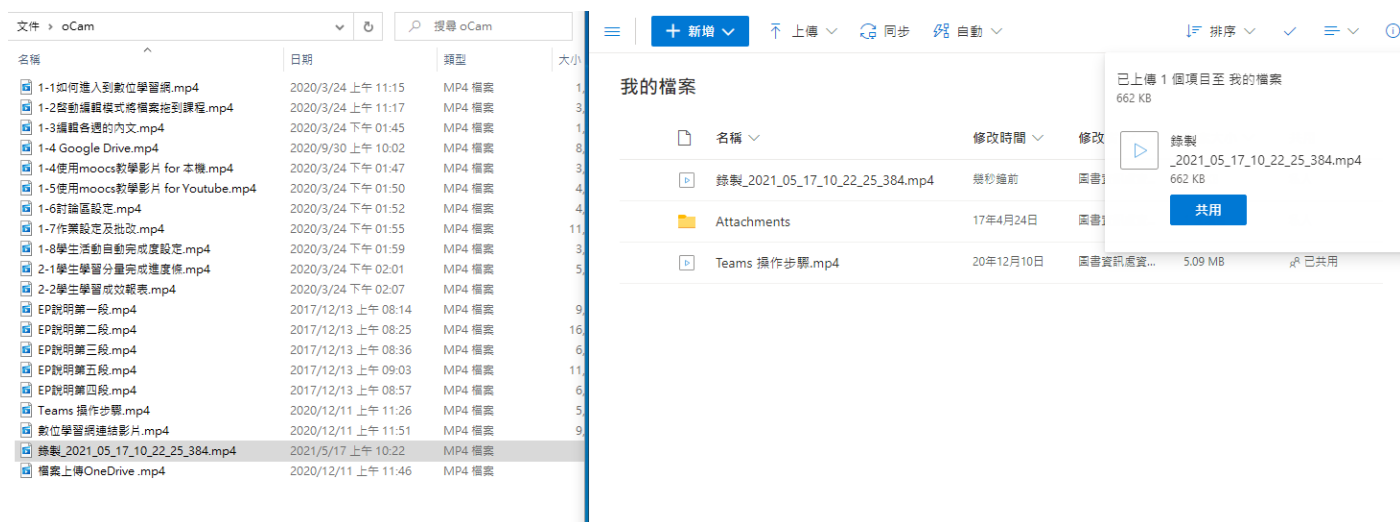 文件 > oCam
搜尋 oCam
名稱 日期 類型 大小
1-1如何進入到數位學習網.mp4 2020/3/24 上午 11:15 MP4 檔案 1,
1-2啓動編輯模式將檔案拖到課程.mp4 2020/3/24 上午 11:17 MP4 檔案 3,
1-3編輯各週的內文.mp4 2020/3/24 下午 01:45 MP4 檔案 1,
1-4 Google Drive.mp4 2020/9/30 上午 10:02 MP4 檔案 8,
1-4使用moocs教學影片 for 本機.mp4 2020/3/24 下午 01:47 MP4 檔案 3,
1-5使用moocs教學影片 for Youtube.mp4 2020/3/24 下午 01:50 MP4 檔案 4,
1-6討論區設定.mp4 2020/3/24 下午 01:52 MP4 檔案 4,
1-7作業設定及批改.mp4 2020/3/24 下午 01:55 MP4 檔案 11,
1-8學生活動自動完成度設定.mp4 2020/3/24 下午 01:59 MP4 檔案 3,
2-1學生學習分量完成進度條.mp4 2020/3/24 下午 02:01 MP4 檔案 5,
2-2學生學習成效報表.mp4 2020/3/24 下午 02:07 MP4 檔案
EP說明第一段.mp4 2017/12/13 上午 08:14 MP4 檔案 9,
EP說明第二段.mp4 2017/12/13 上午 08:25 MP4 檔案 16,
EP說明第三段.mp4 2017/12/13 上午 08:36 MP4 檔案 6,
EP說明第五段.mp4 2017/12/13 上午 09:03 MP4 檔案 11,
EP說明第四段.mp4 2017/12/13 上午 08:57 MP4 檔案 6,
Teams 操作步驟.mp4 2020/12/11 上午 11:26 MP4 檔案 5,
數位學習網連結影片.mp4 2020/12/11 上午 11:51 MP4 檔案 9,
錄製_2021_05_17_10_22_25_384.mp4 2021/5/17 上午 10:22 MP4 檔案
檔案上傳OneDrive .mp4 2020/12/11 上午 11:46 MP4 檔案
新增 上傳 同步 自動 排序
我的檔案
名稱 修改時間 修改
錄製_2021_05_17_10_22_25_384.mp4 幾秒鐘前 圖書
Attachments 17年4月24日 圖書
Teams 操作步驟.mp4 20年12月10日 圖書資訊處資... 5.09 MB 已共用
已上傳 1 個項目至 我的檔案
662 KB
錄製
_2021_05_17_10_22_25_384.mp4
662 KB
共用